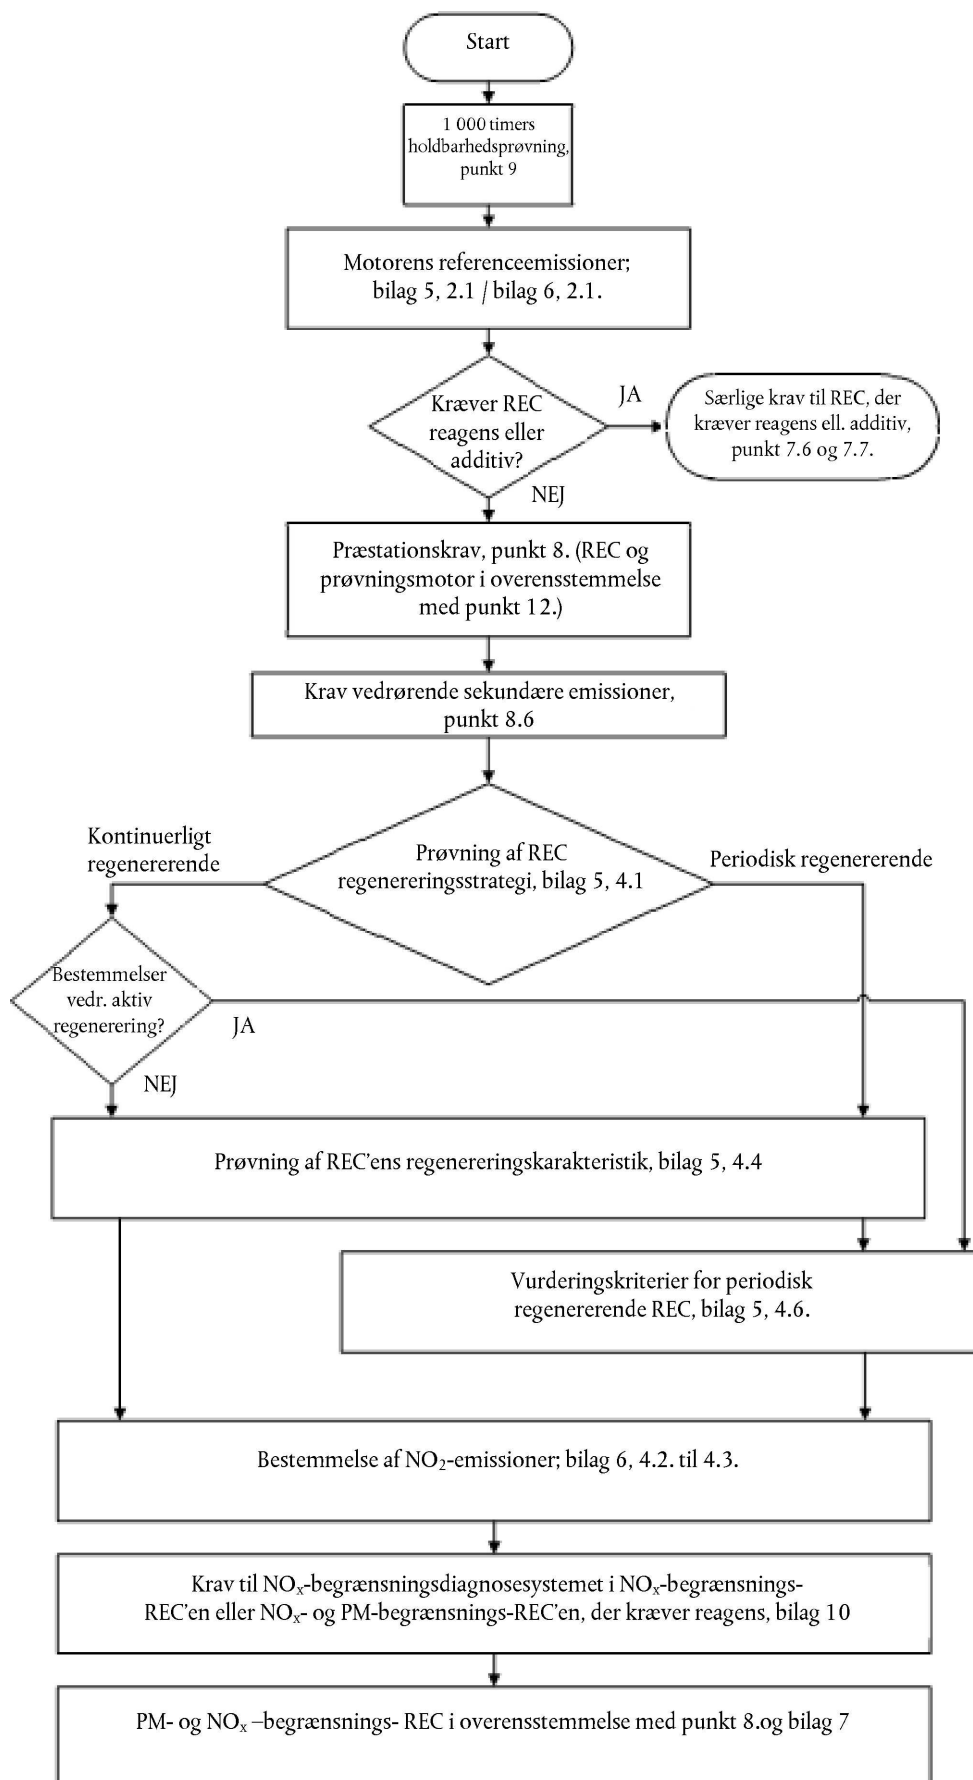 Start
1 000 timers
holdbarhedsprøvning,
punkt 9
Motorens referenceemissioner;
bilag 5, 2.1 / bilag 6, 2.1.
Kræver REC
reagens eller
additiv?
JA
Særlige krav til REC, der
kræver reagens ell. additiv,
punkt 7.6 og 7.7.
NEJ
Præstationskrav, punkt 8. (REC og
prøvningsmotor i overensstemmelse
med punkt 12.)
Krav vedrørende sekundære emissioner,
punkt 8.6
Prøvning af REC
regenereringsstrategi, bilag 5, 4.1
Kontinuerligt
regenererende
Periodisk regenererende
Bestemmelser
vedr. aktiv
regenerering?
JA
NEJ
Prøvning af REC'ens regenereringskarakteristik, bilag 5, 4.4
Vurderingskriterier for periodisk
regenererende REC, bilag 5, 4.6.
Bestemmelse af NO₂-emissioner; bilag 6, 4.2. til 4.3.
Krav til NOₓ-begrænsningsdiagnosesystemet i NOₓ-begrænsnings-
REC'en eller NOₓ- og PM-begrænsnings-REC'en, der kræver reagens, bilag 10
PM- og NOₓ –begrænsnings- REC i overensstemmelse med punkt 8.og bilag 7